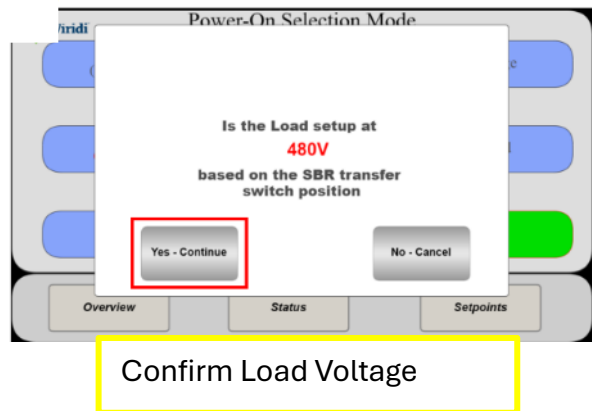 Viridi
Power-On Selection Mode
Is the Load setup at
480V
based on the SBR transfer
switch position
Yes - Continue
No - Cancel
Overview
Status
Setpoints
Confirm Load Voltage